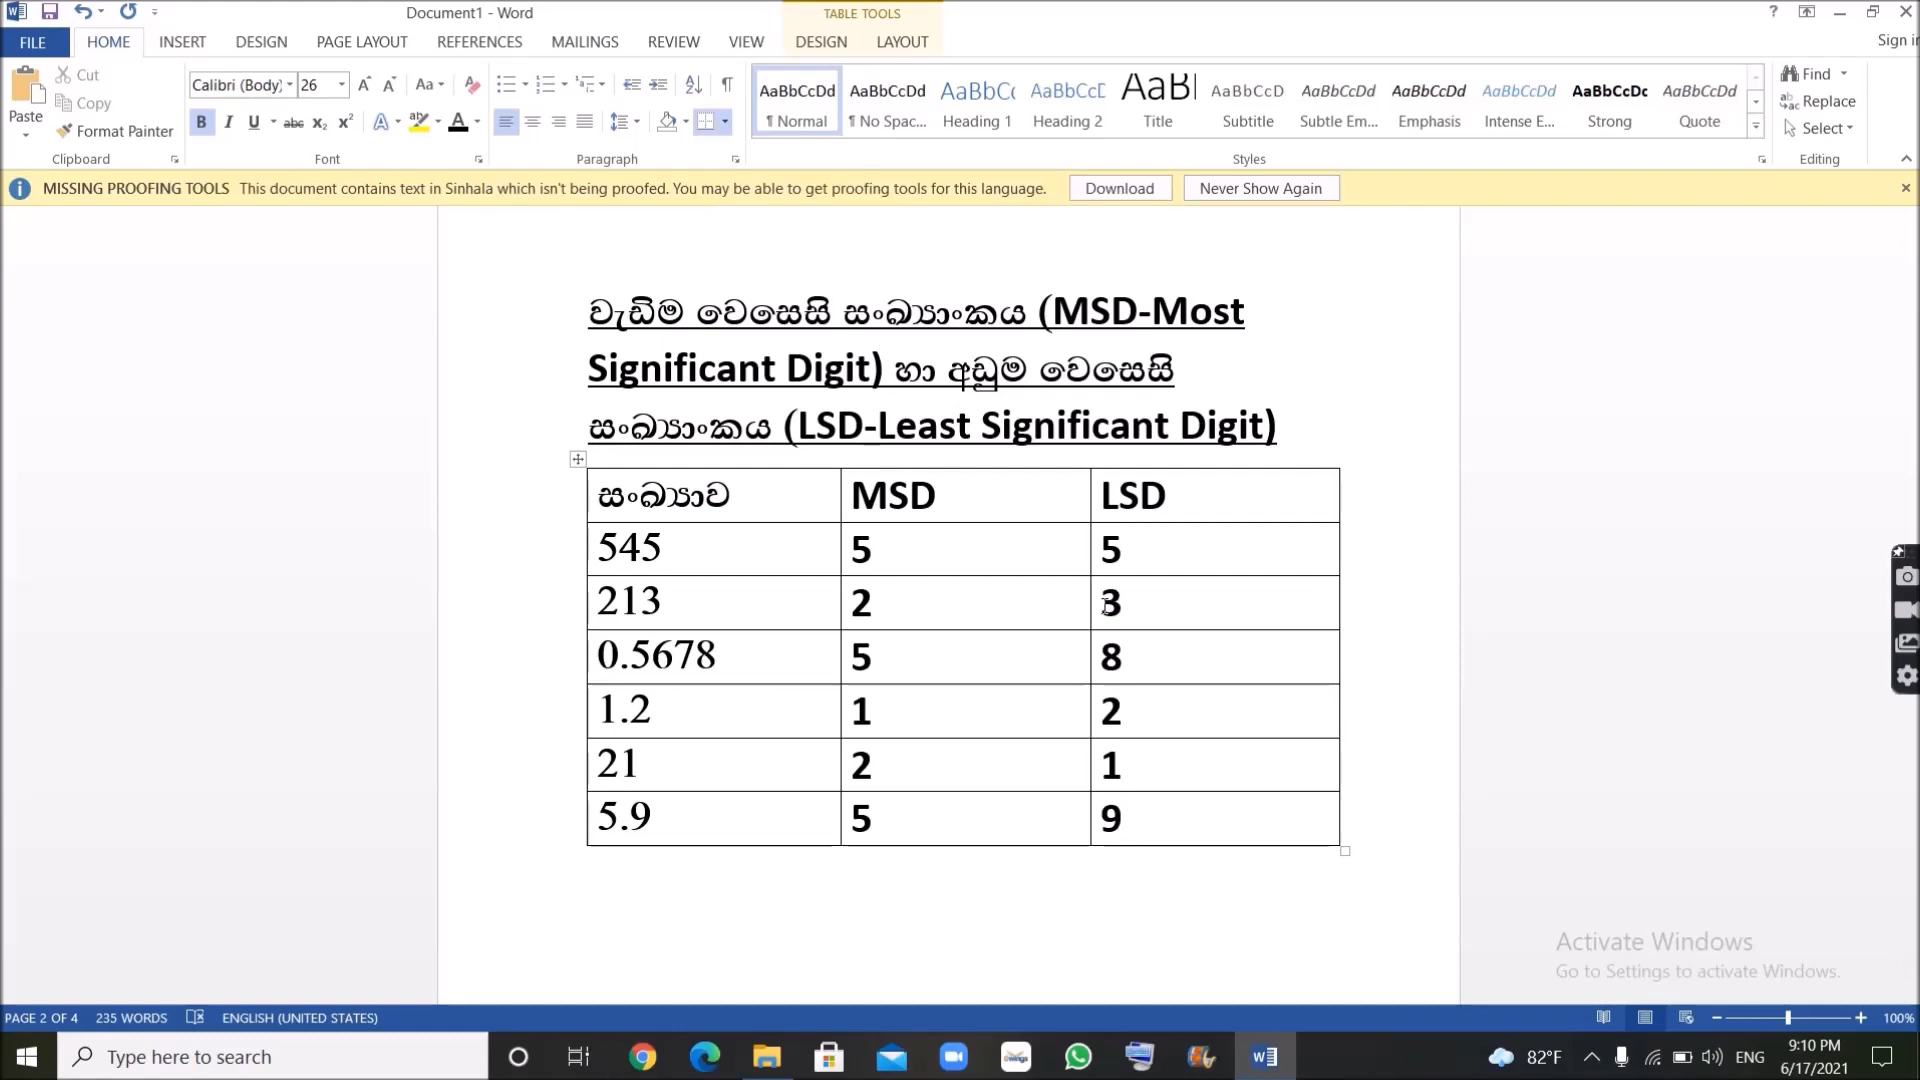 Document1 - Word
TABLE TOOLS
Sign in
FILE HOME INSERT DESIGN PAGE LAYOUT REFERENCES MAILINGS REVIEW VIEW DESIGN LAYOUT
Paste
Cut
Copy
Format Painter
Clipboard
Calibri (Body) 26
Font
Paragraph
AaBbCcDd AaBbCcDd AaBbCc AaBbCcD AaBl AaBbCcD AaBbCcDd AaBbCcDd AaBbCcDd AaBbCcDc AaBbCcDd
¶ Normal ¶ No Spac... Heading 1 Heading 2 Title Subtitle Subtle Em... Emphasis Intense E... Strong Quote
Styles
Find
Replace
Select
Editing
MISSING PROOFING TOOLS This document contains text in Sinhala which isn't being proofed. You may be able to get proofing tools for this language. Download Never Show Again
වැඩිම වෙසෙසි සංඛ්‍යාංකය (MSD-Most
Significant Digit) හා අඩුම වෙසෙසි
සංඛ්‍යාංකය (LSD-Least Significant Digit)
සංඛ්‍යාව MSD LSD
545 5 5
213 2 3
0.5678 5 8
1.2 1 2
21 2 1
5.9 5 9
Activate Windows
Go to Settings to activate Windows.
PAGE 2 OF 4 235 WORDS ENGLISH (UNITED STATES) 100%
Type here to search
82°F ENG
9:10 PM
6/17/2021